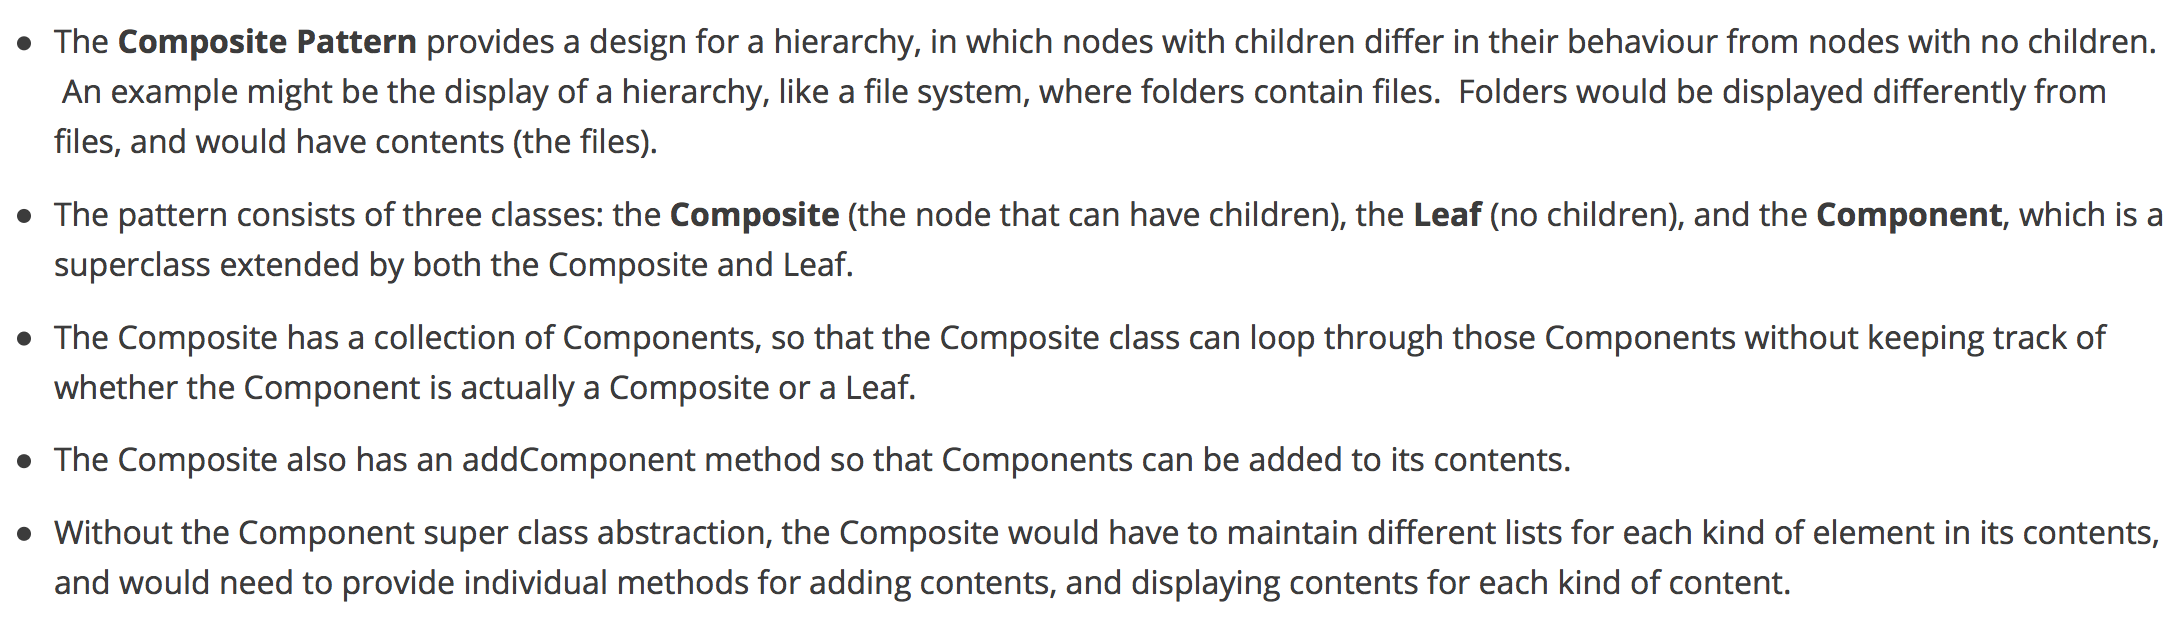 • The Composite Pattern provides a design for a hierarchy, in which nodes with children differ in their behaviour from nodes with no children.
An example might be the display of a hierarchy, like a file system, where folders contain files. Folders would be displayed differently from
files, and would have contents (the files).
• The pattern consists of three classes: the Composite (the node that can have children), the Leaf (no children), and the Component, which is a
superclass extended by both the Composite and Leaf.
• The Composite has a collection of Components, so that the Composite class can loop through those Components without keeping track of
whether the Component is actually a Composite or a Leaf.
• The Composite also has an addComponent method so that Components can be added to its contents.
• Without the Component super class abstraction, the Composite would have to maintain different lists for each kind of element in its contents,
and would need to provide individual methods for adding contents, and displaying contents for each kind of content.